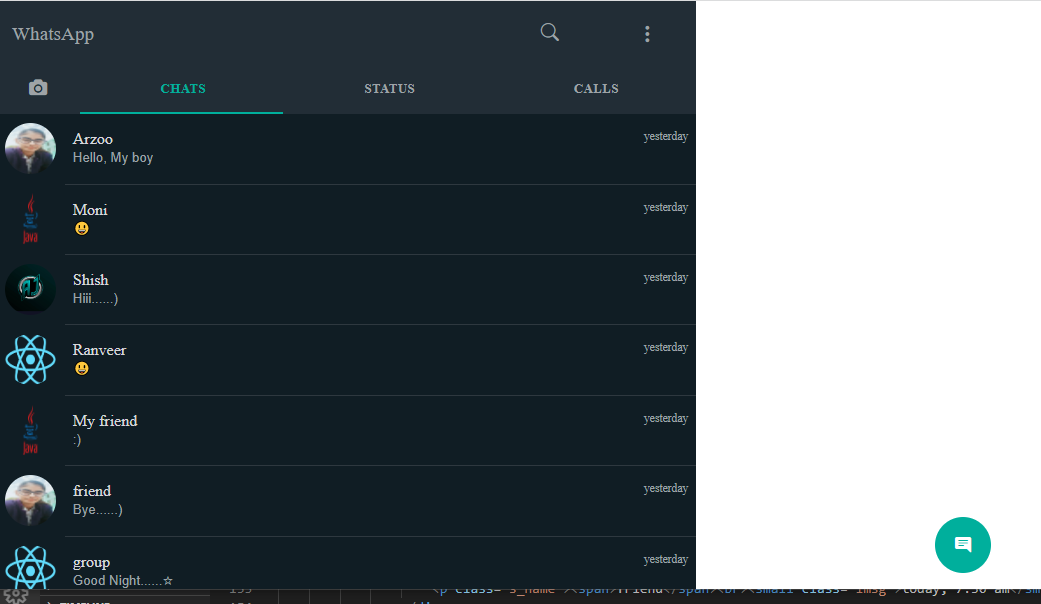 WhatsApp
CHATS STATUS CALLS
Arzoo yesterday
Hello, My boy
Moni yesterday
😃
Shish yesterday
Hiii......)
Ranveer yesterday
😃
My friend yesterday
:)
friend yesterday
Bye......)
group yesterday
Good Night......☆
Java
Java